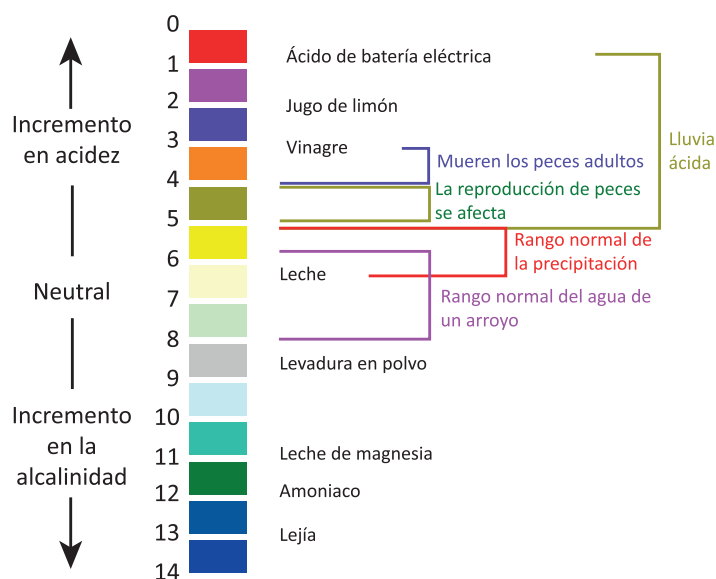 0
1
2
3
4
5
6
7
8
9
10
11
12
13
14
Incremento
en acidez
Neutral
Incremento
en la
alcalinidad
Ácido de batería eléctrica
Jugo de limón
Vinagre
Mueren los peces adultos
La reproducción de peces
se afecta
Lluvia
ácida
Rango normal de
la precipitación
Leche
Rango normal del agua de
un arroyo
Levadura en polvo
Leche de magnesia
Amoniaco
Lejía